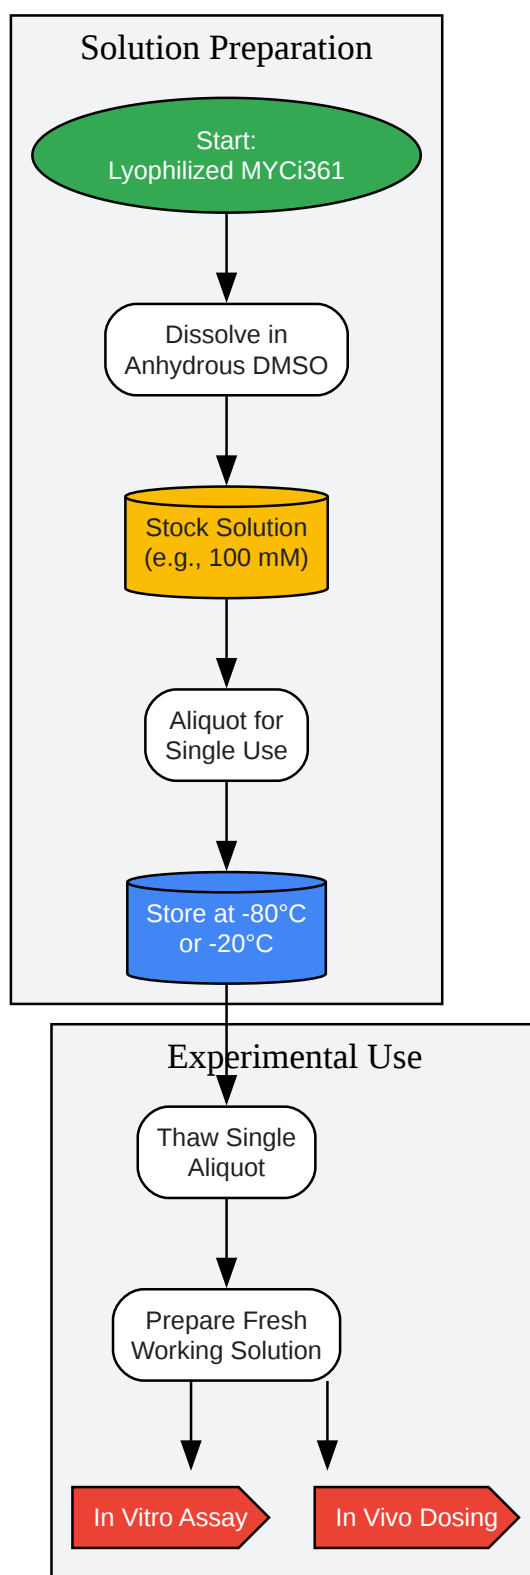 Solution Preparation
Start:
Lyophilized MYCi361
Dissolve in
Anhydrous DMSO
Stock Solution
(e.g., 100 mM)
Aliquot for
Single Use
Store at -80°C
or -20°C
Experimental Use
Thaw Single
Aliquot
Prepare Fresh
Working Solution
In Vitro Assay
In Vivo Dosing